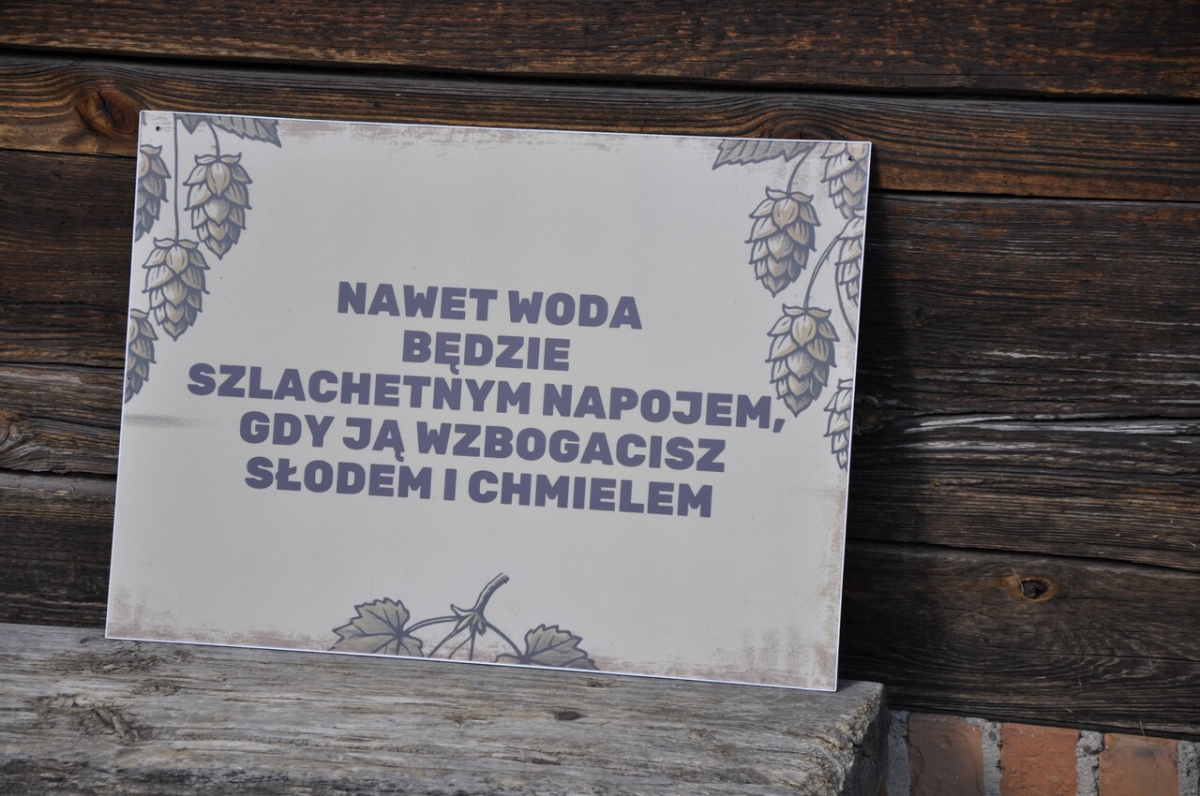 NAWET WODA
BĘDZIE
SZLACHETNYM NAPOJEM,
GDY JĄ WZBOGACISZ
SŁODEM I CHMIELEM